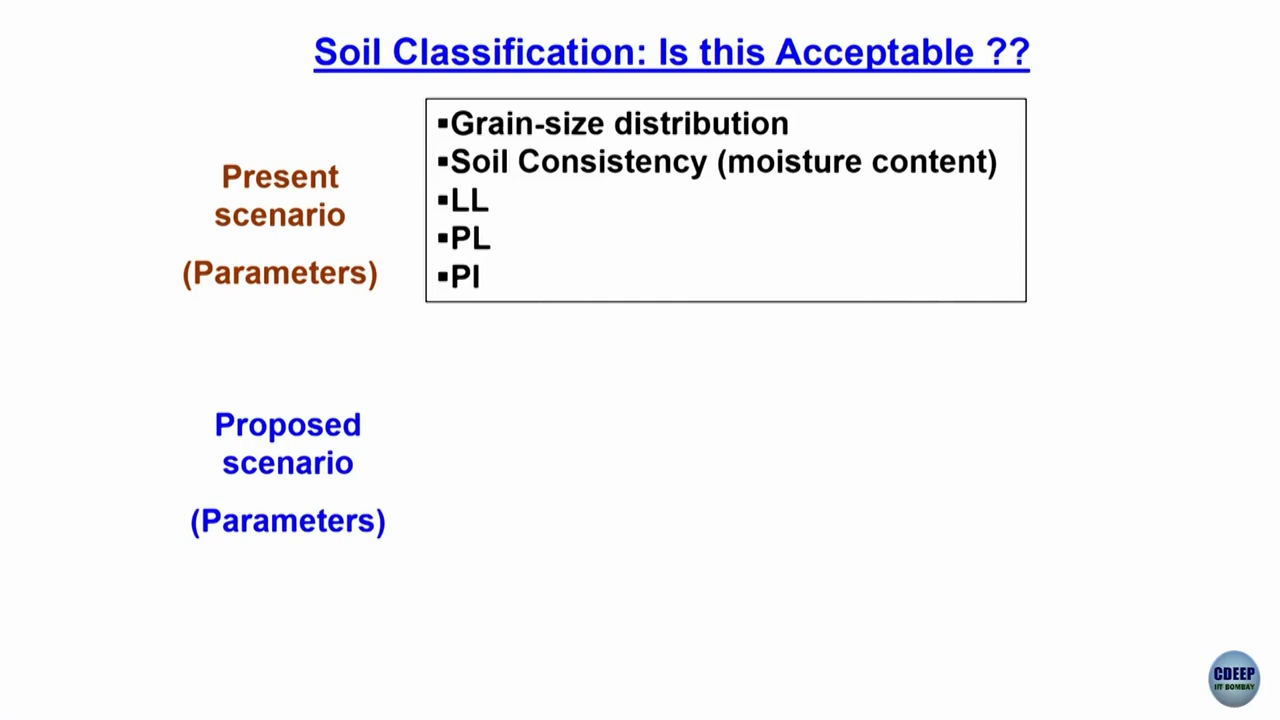 Soil Classification: Is this Acceptable ??
Present
scenario
(Parameters)
▪Grain-size distribution
▪Soil Consistency (moisture content)
▪LL
▪PL
▪PI
Proposed
scenario
(Parameters)
CDEEP
IIT BOMBAY